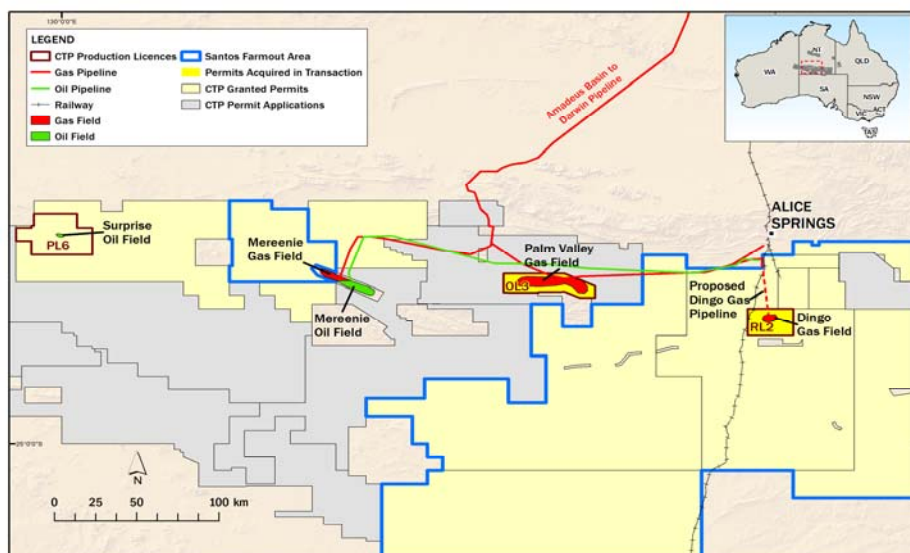 130°0'0"E
LEGEND
CTP Production Licences
Gas Pipeline
Oil Pipeline
Railway
Gas Field
Oil Field
Santos Farmout Area
Permits Acquired in Transaction
CTP Granted Permits
CTP Permit Applications
Amadeus Basin to
Darwin Pipeline
WA
NT
QLD
SA
NSW
ACT
VIC
TAS
ALICE
SPRINGS
PL6
Surprise
Oil Field
Mereenie
Gas Field
Mereenie
Oil Field
Palm Valley
Gas Field
OL3
Proposed
Dingo Gas
Pipeline
RL2
Dingo
Gas Field
25°0'0"S
N
0 25 50 100 km